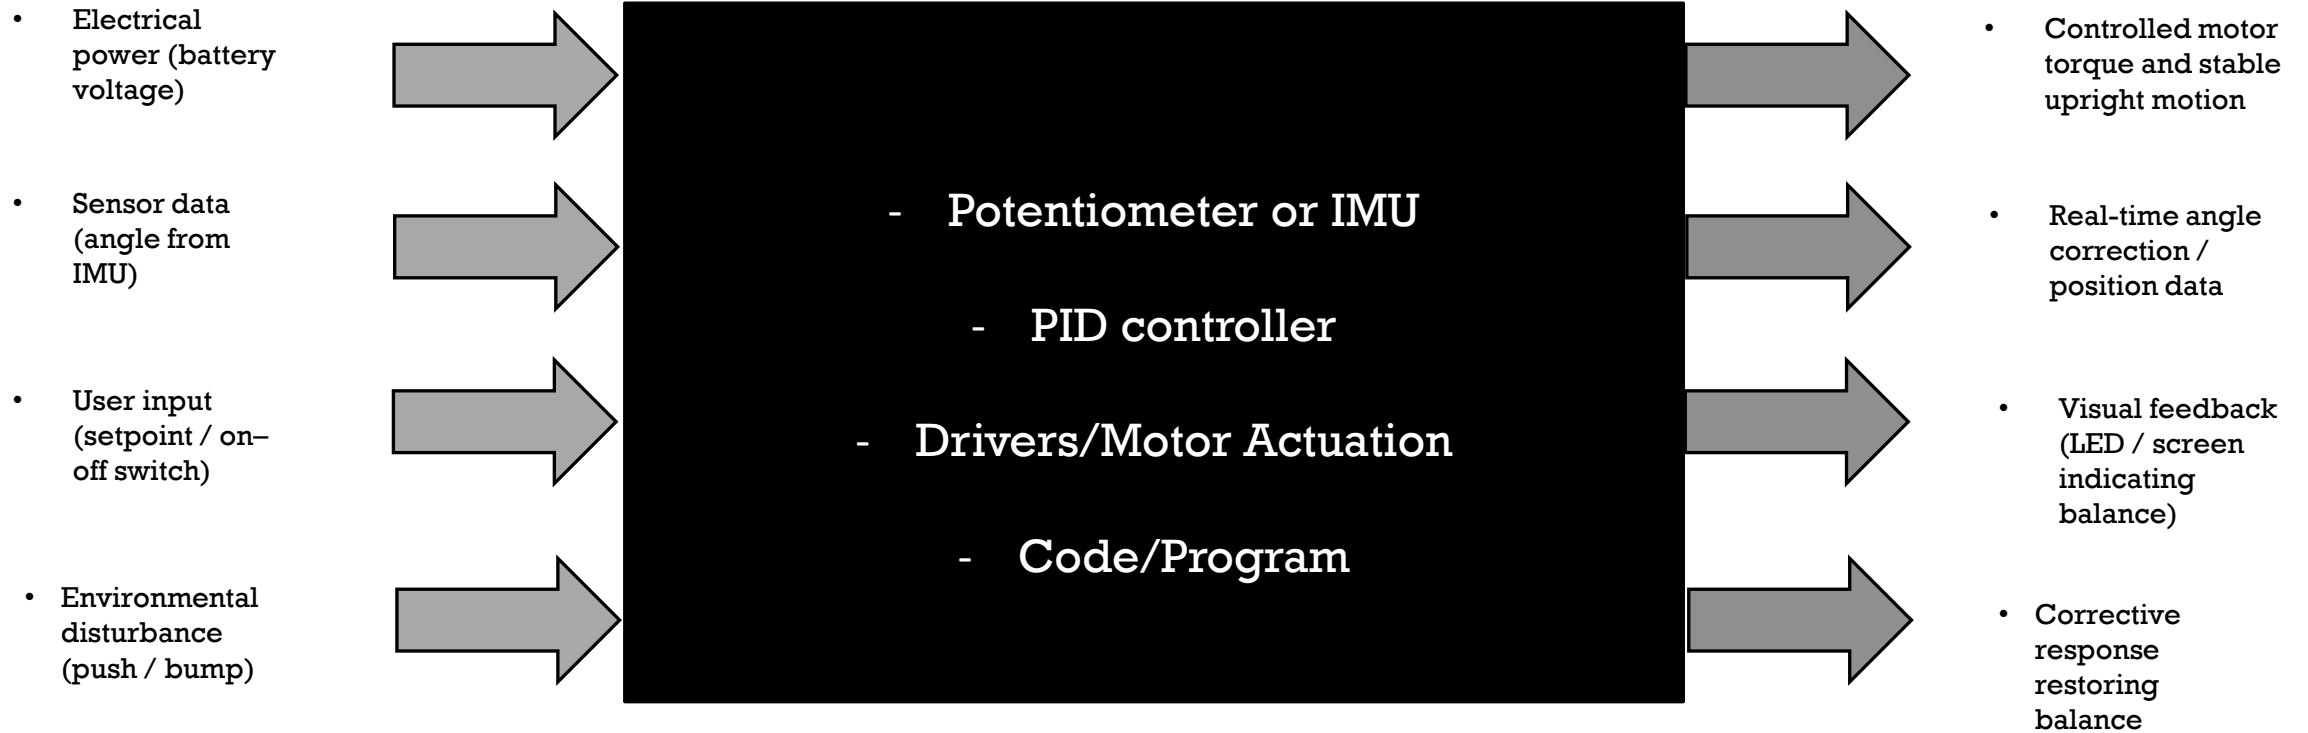 • Electrical
power (battery
voltage)
• Sensor data
(angle from
IMU)
• User input
(setpoint / on–
off switch)
• Environmental
disturbance
(push / bump)
- Potentiometer or IMU
- PID controller
- Drivers/Motor Actuation
- Code/Program
• Controlled motor
torque and stable
upright motion
• Real-time angle
correction /
position data
• Visual feedback
(LED / screen
indicating
balance)
• Corrective
response
restoring
balance